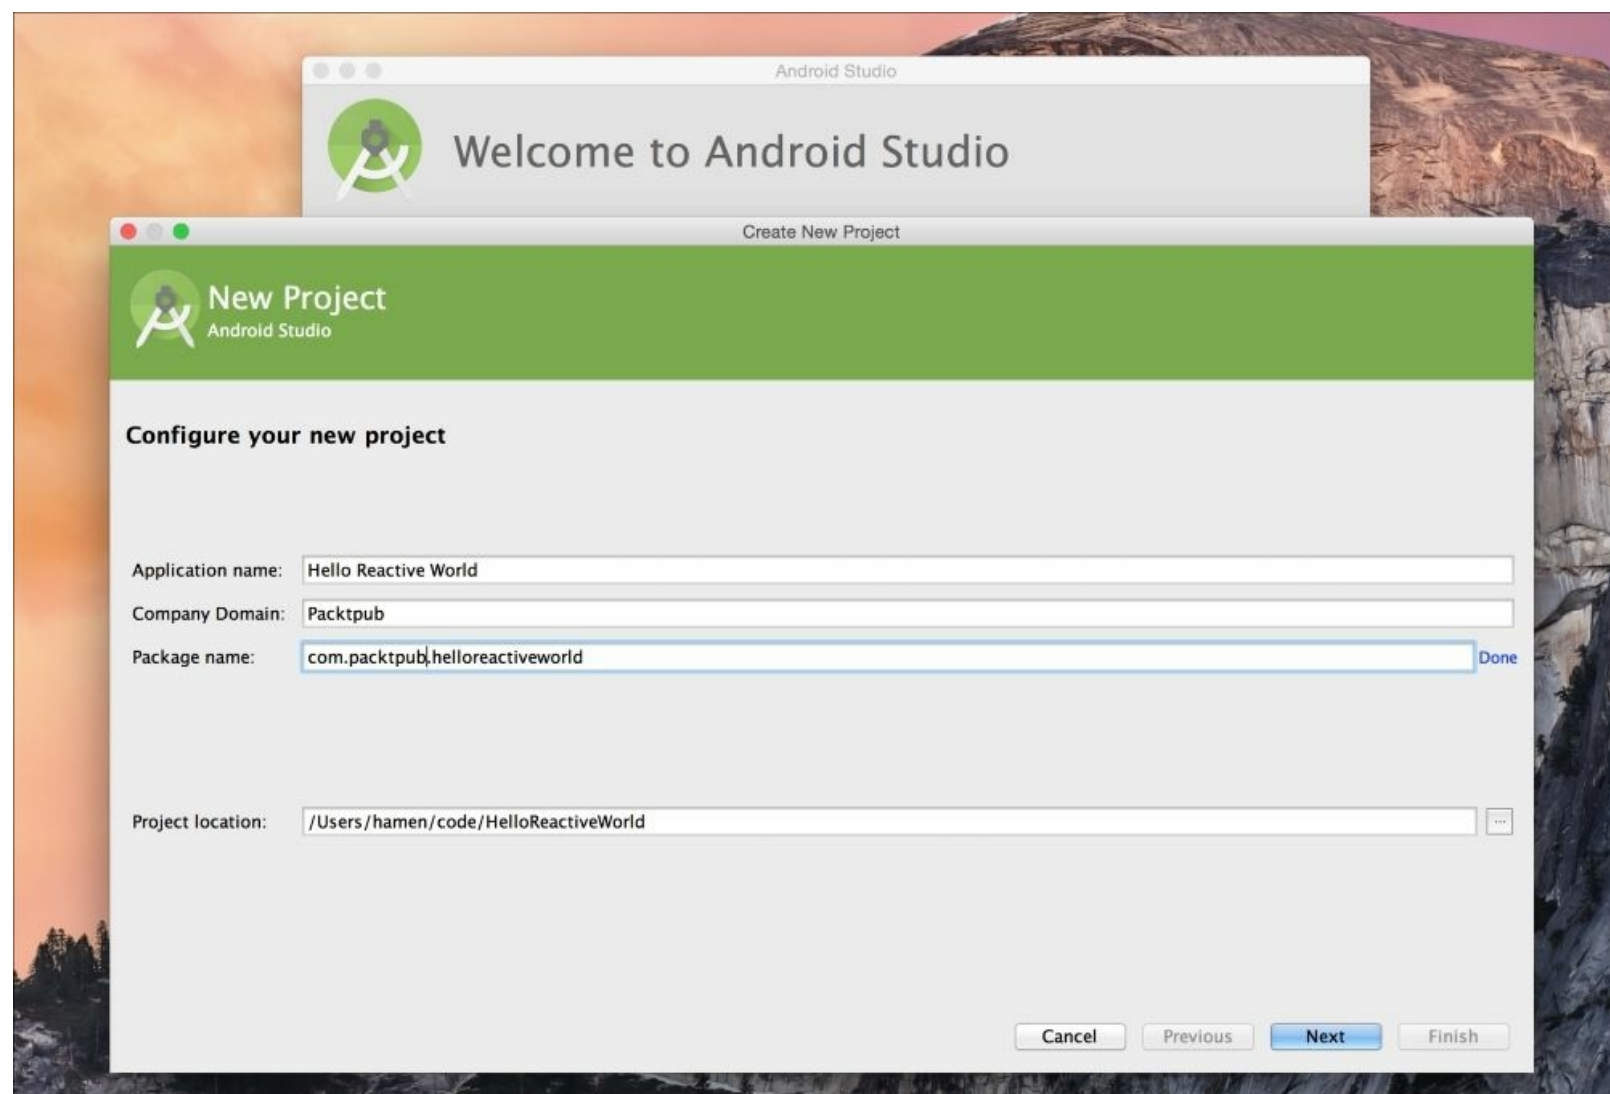 Android Studio
Welcome to Android Studio
Create New Project
New Project
Android Studio
Configure your new project
Application name: Hello Reactive World
Company Domain: Packtpub
Package name: com.packtpub.helloreactiveworld Done
Project location: /Users/hamen/code/HelloReactiveWorld ...
Cancel Previous Next Finish